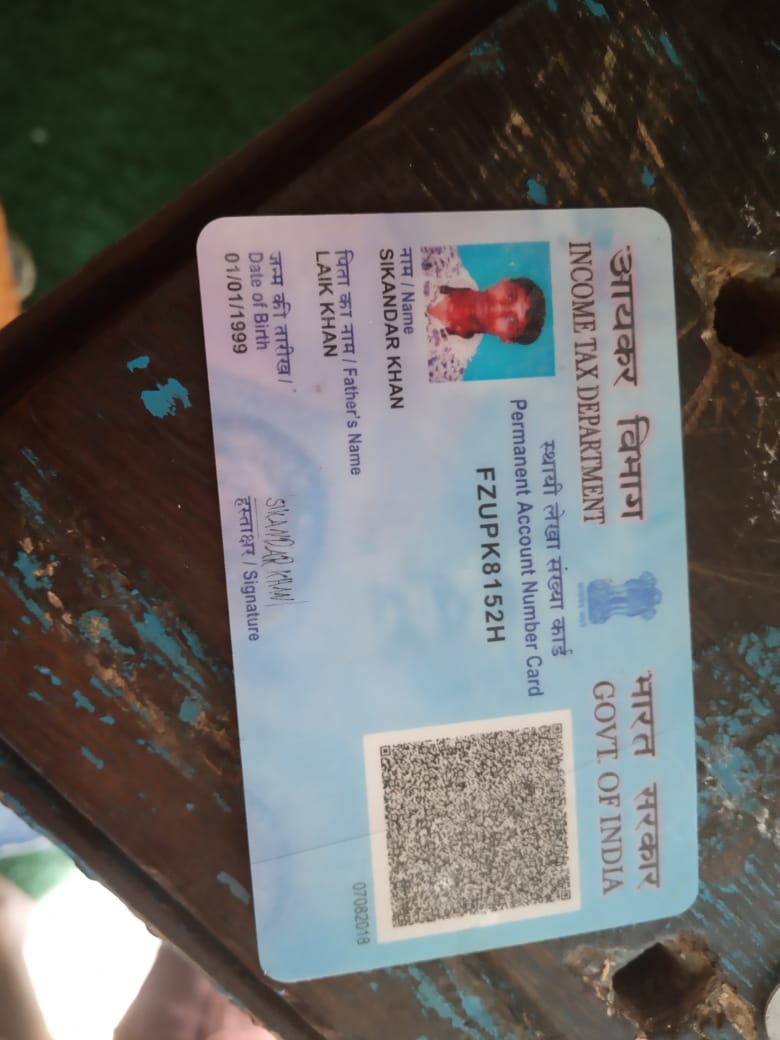 आयकर विभाग
INCOME TAX DEPARTMENT
भारत सरकार
GOVT. OF INDIA
स्थायी लेखा संख्या कार्ड
Permanent Account Number Card
FZUPK8152H
नाम / Name
SIKANDAR KHAN
पिता का नाम / Father's Name
LAIK KHAN
जन्म की तारीख /
Date of Birth
01/01/1999
SIKANDAR KHAN
हस्ताक्षर / Signature
07082018